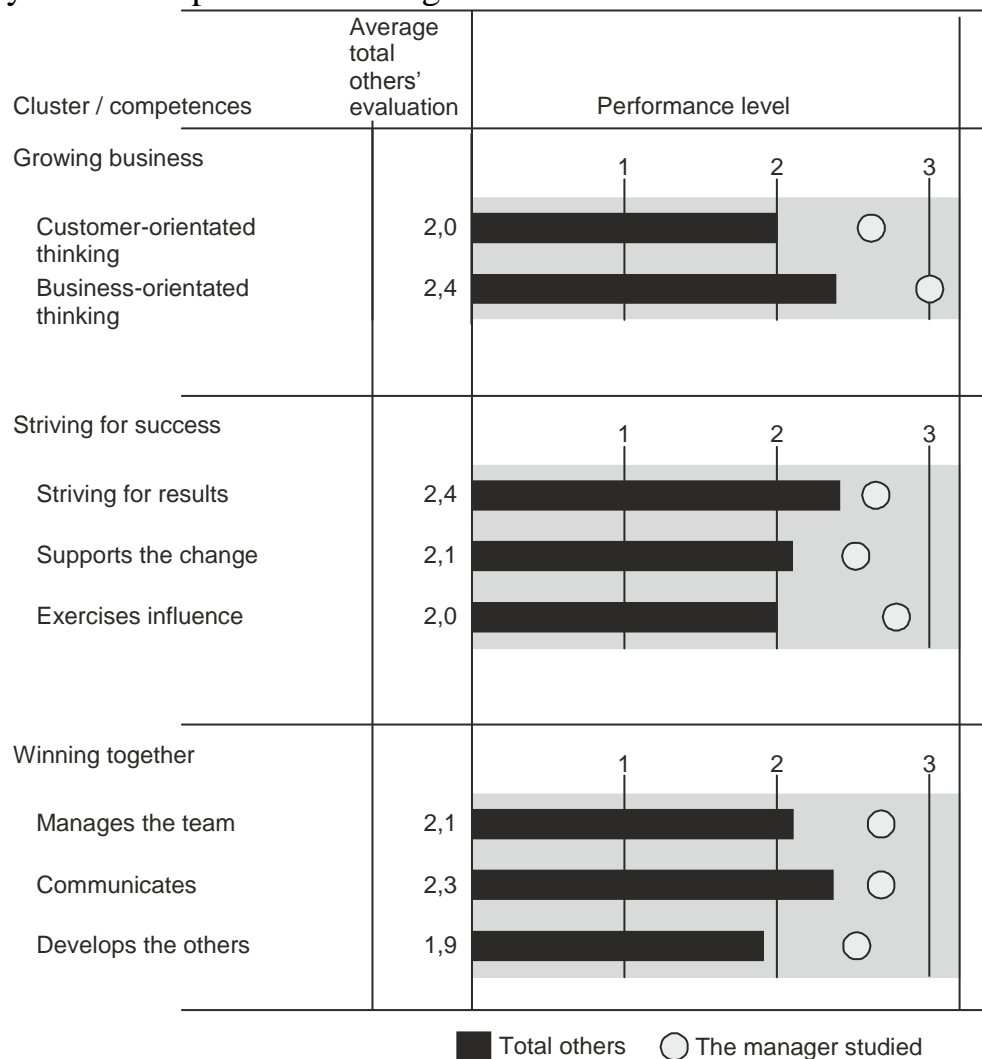 Average
total
others'
Cluster / competences evaluation Performance level
Growing business
1 2 3
Customer-orientated 2,0
thinking
Business-orientated 2,4
thinking
Striving for success
1 2 3
Striving for results 2,4
Supports the change 2,1
Exercises influence 2,0
Winning together
1 2 3
Manages the team 2,1
Communicates 2,3
Develops the others 1,9
Total others The manager studied